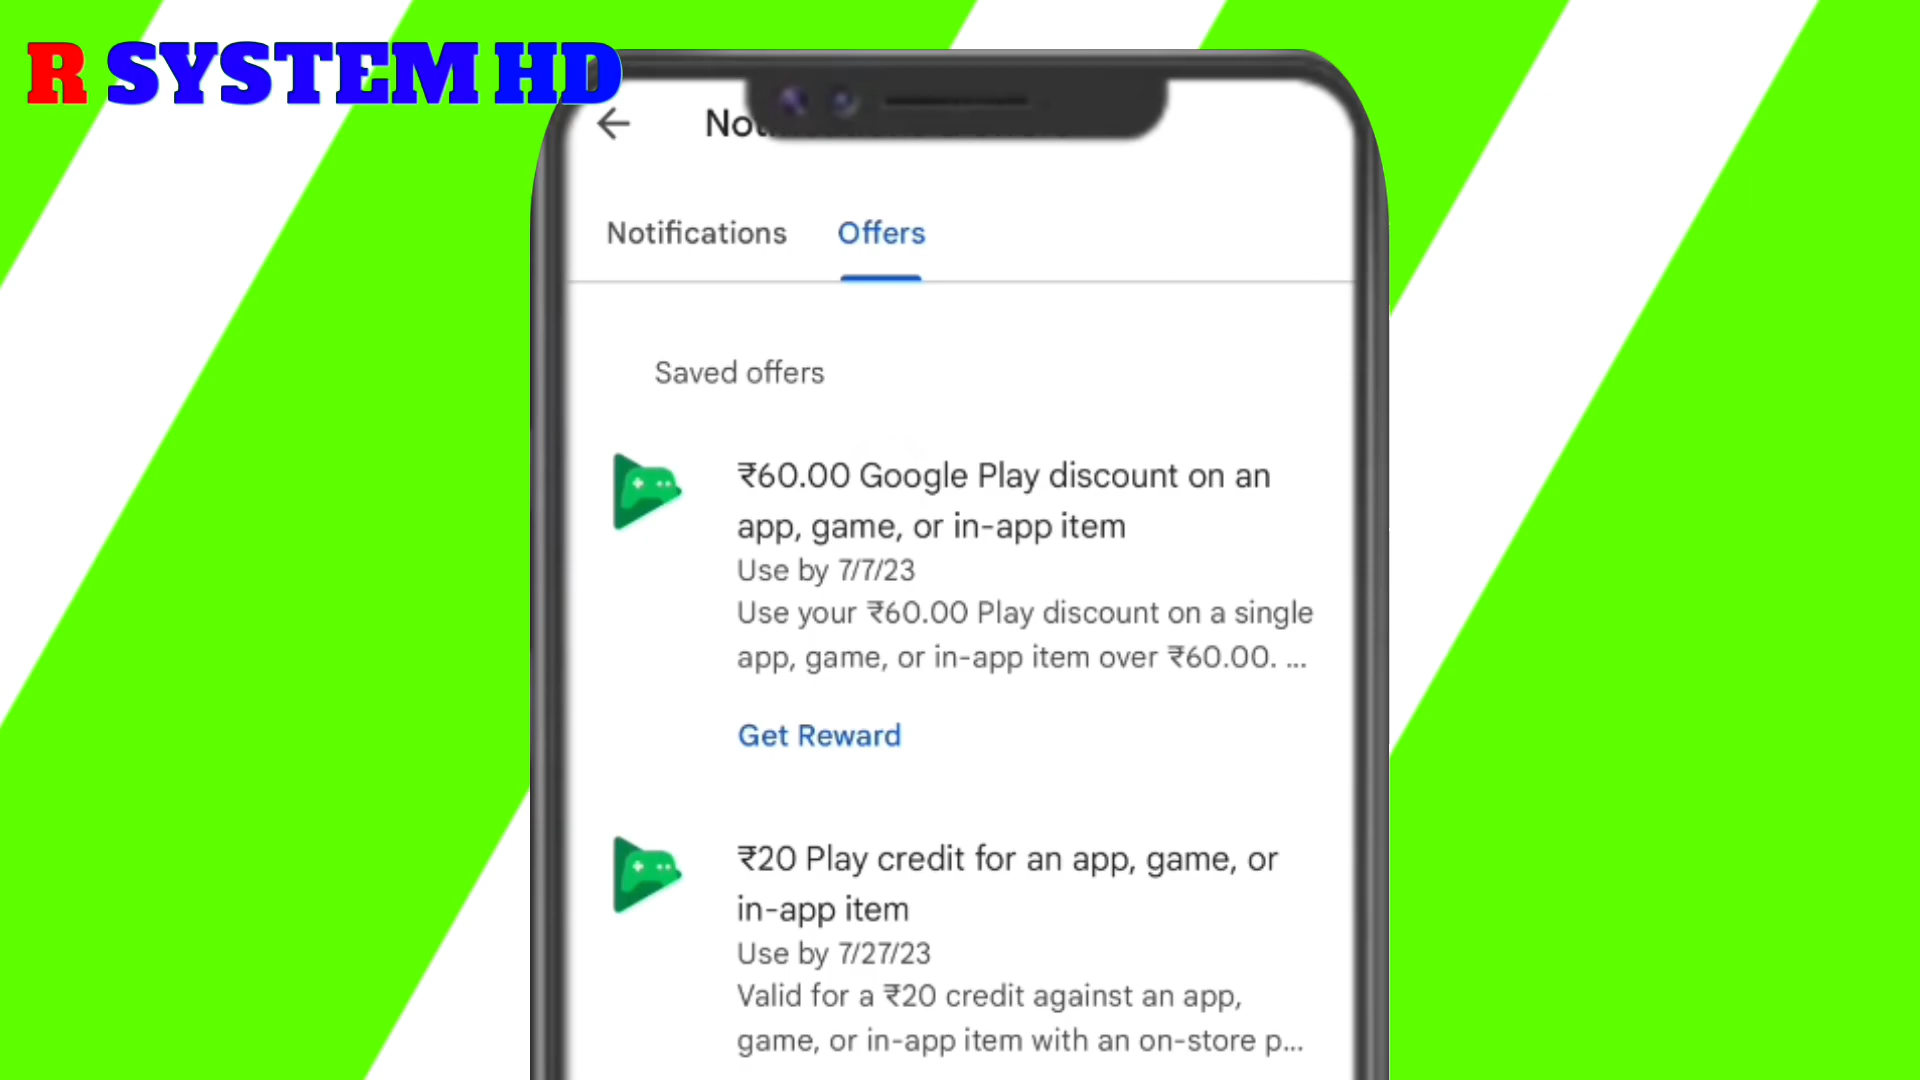 R SYSTEM HD
Notifications
Offers
Saved offers
₹60.00 Google Play discount on an
app, game, or in-app item
Use by 7/7/23
Use your ₹60.00 Play discount on a single
app, game, or in-app item over ₹60.00. ...
Get Reward
₹20 Play credit for an app, game, or
in-app item
Use by 7/27/23
Valid for a ₹20 credit against an app,
game, or in-app item with an on-store p...